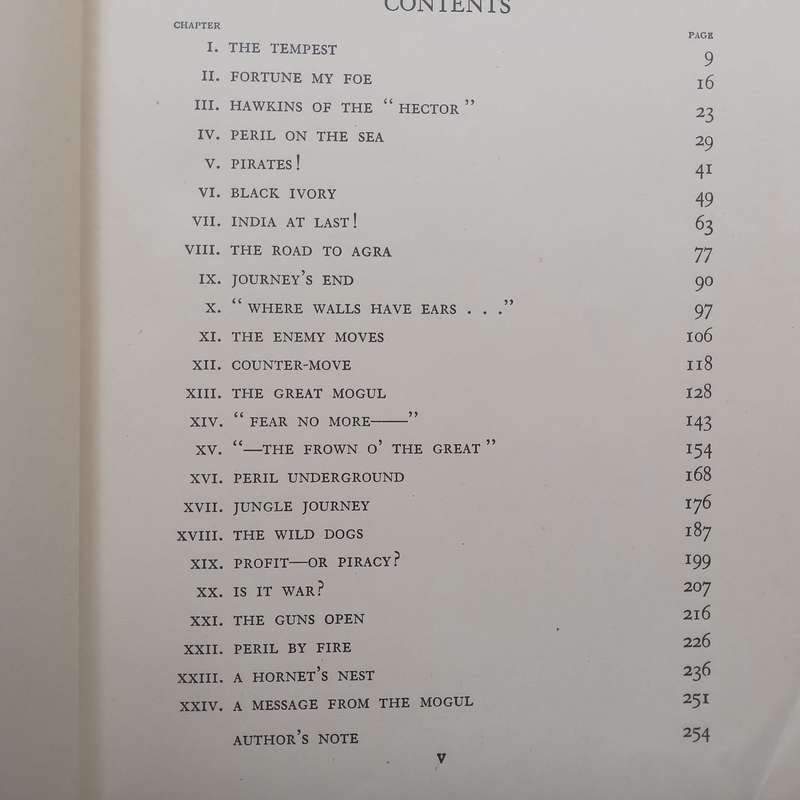 CONTENTS
CHAPTER PAGE
I. THE TEMPEST 9
II. FORTUNE MY FOE 16
III. HAWKINS OF THE “HECTOR” 23
IV. PERIL ON THE SEA 29
V. PIRATES! 41
VI. BLACK IVORY 49
VII. INDIA AT LAST! 63
VIII. THE ROAD TO AGRA 77
IX. JOURNEY’S END 90
X. “WHERE WALLS HAVE EARS . . .” 97
XI. THE ENEMY MOVES 106
XII. COUNTER-MOVE 118
XIII. THE GREAT MOGUL 128
XIV. “FEAR NO MORE——” 143
XV. “—THE FROWN O’ THE GREAT” 154
XVI. PERIL UNDERGROUND 168
XVII. JUNGLE JOURNEY 176
XVIII. THE WILD DOGS 187
XIX. PROFIT—OR PIRACY? 199
XX. IS IT WAR? 207
XXI. THE GUNS OPEN 216
XXII. PERIL BY FIRE 226
XXIII. A HORNET’S NEST 236
XXIV. A MESSAGE FROM THE MOGUL 251
AUTHOR’S NOTE 254
V